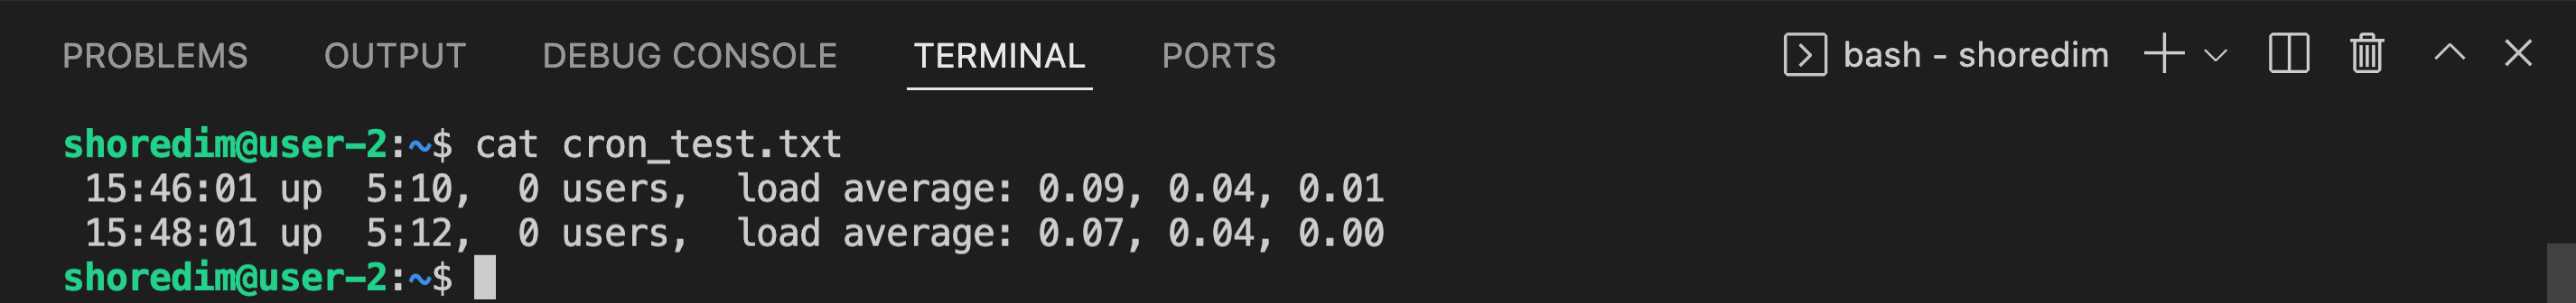 PROBLEMS OUTPUT DEBUG CONSOLE TERMINAL PORTS bash - shoredim
shoredim@user-2:~$ cat cron_test.txt
 15:46:01 up  5:10,  0 users,  load average: 0.09, 0.04, 0.01
 15:48:01 up  5:12,  0 users,  load average: 0.07, 0.04, 0.00
shoredim@user-2:~$